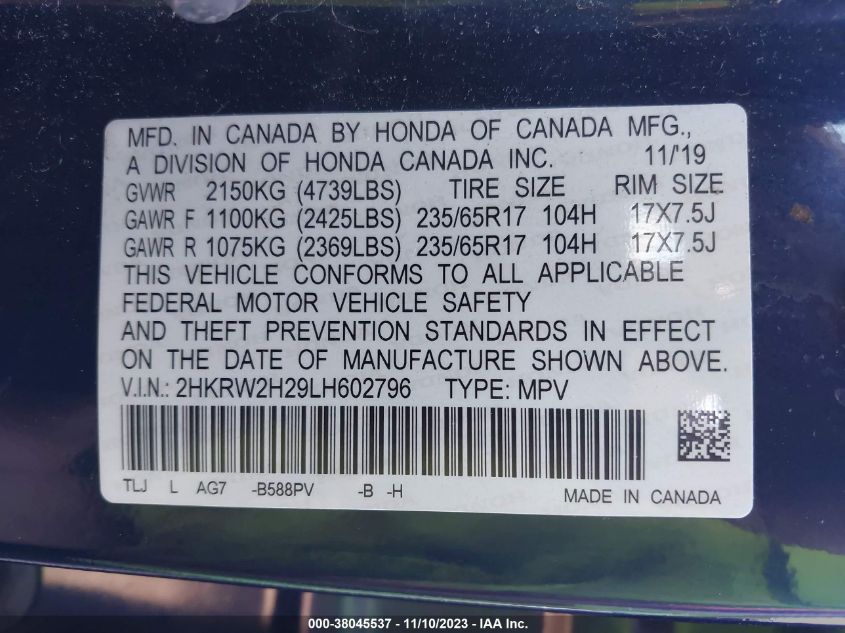 MFD. IN CANADA BY HONDA OF CANADA MFG.,
A DIVISION OF HONDA CANADA INC. 11/'19
GVWR 2150KG (4739LBS) TIRE SIZE RIM SIZE
GAWR F 1100KG (2425LBS) 235/65R17 104H 17X7.5J
GAWR R 1075KG (2369LBS) 235/65R17 104H 17X7.5J
THIS VEHICLE CONFORMS TO ALL APPLICABLE
FEDERAL MOTOR VEHICLE SAFETY
AND THEFT PREVENTION STANDARDS IN EFFECT
ON THE DATE OF MANUFACTURE SHOWN ABOVE.
V.I.N.: 2HKRW2H29LH602796 TYPE: MPV
TLJ L AG7 -B588PV -B -H MADE IN CANADA
000-38045537 - 11/10/2023 - IAA Inc.